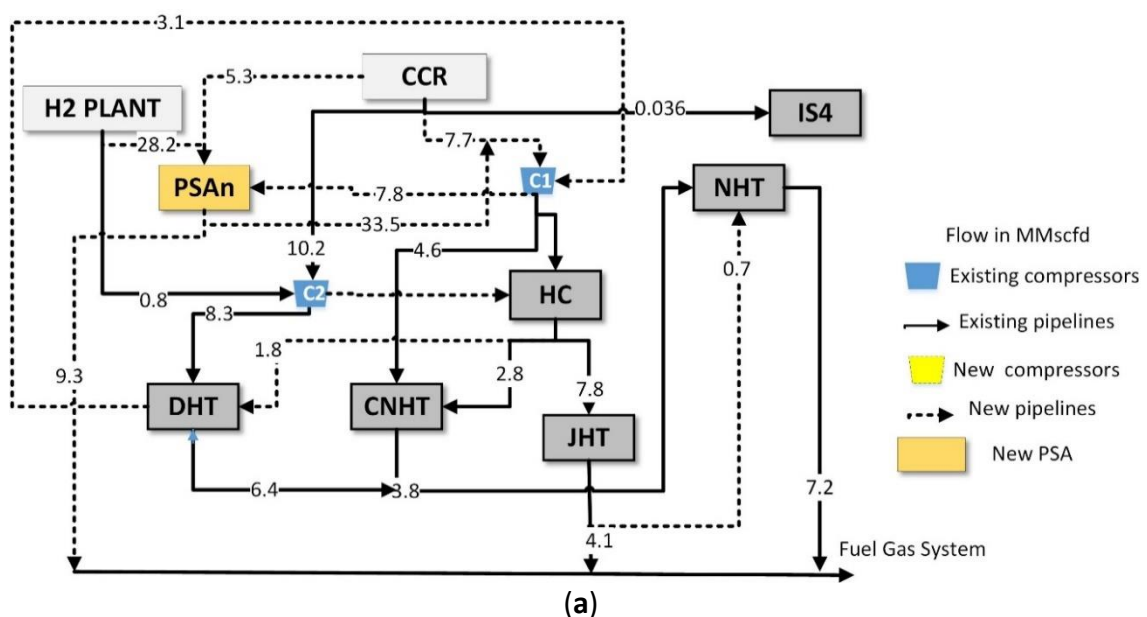 3.1
5.3
CCR
H2 PLANT
0.036
IS4
28.2
7.7
PSAn
C1
NHT
7.8
33.5
Flow in MMscfd
10.2
4.6
0.7
Existing compressors
C2
HC
0.8
8.3
Existing pipelines
1.8
9.3
2.8
7.8
New compressors
DHT
CNHT
JHT
New pipelines
New PSA
6.4
3.8
7.2
4.1
Fuel Gas System
(a)